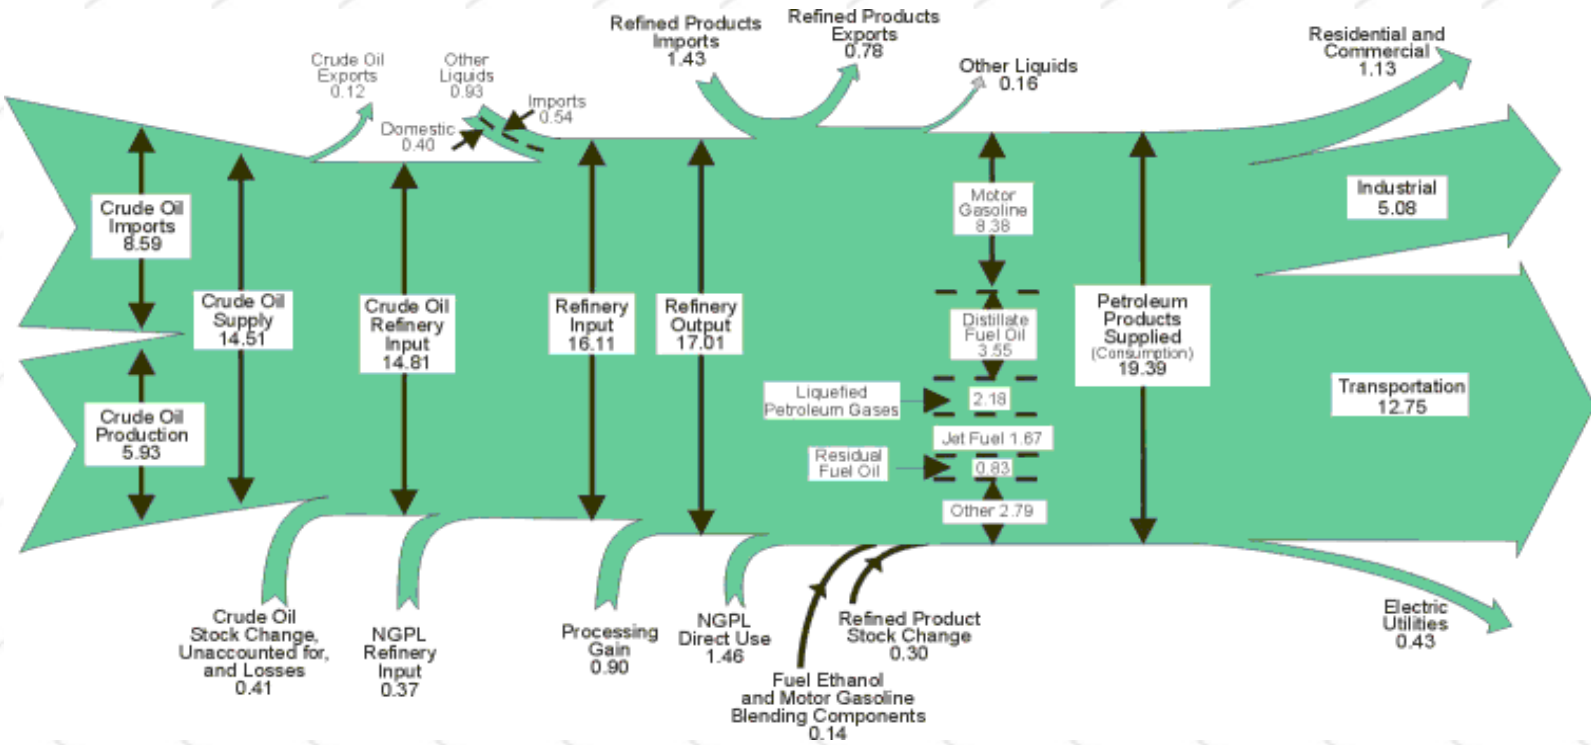 Refined Products
Imports
1.43
Refined Products
Exports
0.78
Residential and
Commercial
1.13
Crude Oil
Exports
0.12
Other
Liquids
0.93
Other Liquids
0.16
Imports
0.54
Domestic
0.40
Crude Oil
Imports
8.59
Motor
Gasoline
8.38
Industrial
5.08
Crude Oil
Supply
14.51
Crude Oil
Refinery
Input
14.81
Refinery
Input
16.11
Refinery
Output
17.01
Distillate
Fuel Oil
3.55
Petroleum
Products
Supplied
(Consumption)
19.39
Liquefied
Petroleum Gases
2.18
Transportation
12.75
Crude Oil
Production
5.93
Jet Fuel 1.67
Residual
Fuel Oil
0.83
Other 2.79
Crude Oil
Stock Change,
Unaccounted for,
and Losses
0.41
NGPL
Refinery
Input
0.37
Processing
Gain
0.90
NGPL
Direct Use
1.46
Refined Product
Stock Change
0.30
Electric
Utilities
0.43
Fuel Ethanol
and Motor Gasoline
Blending Components
0.14